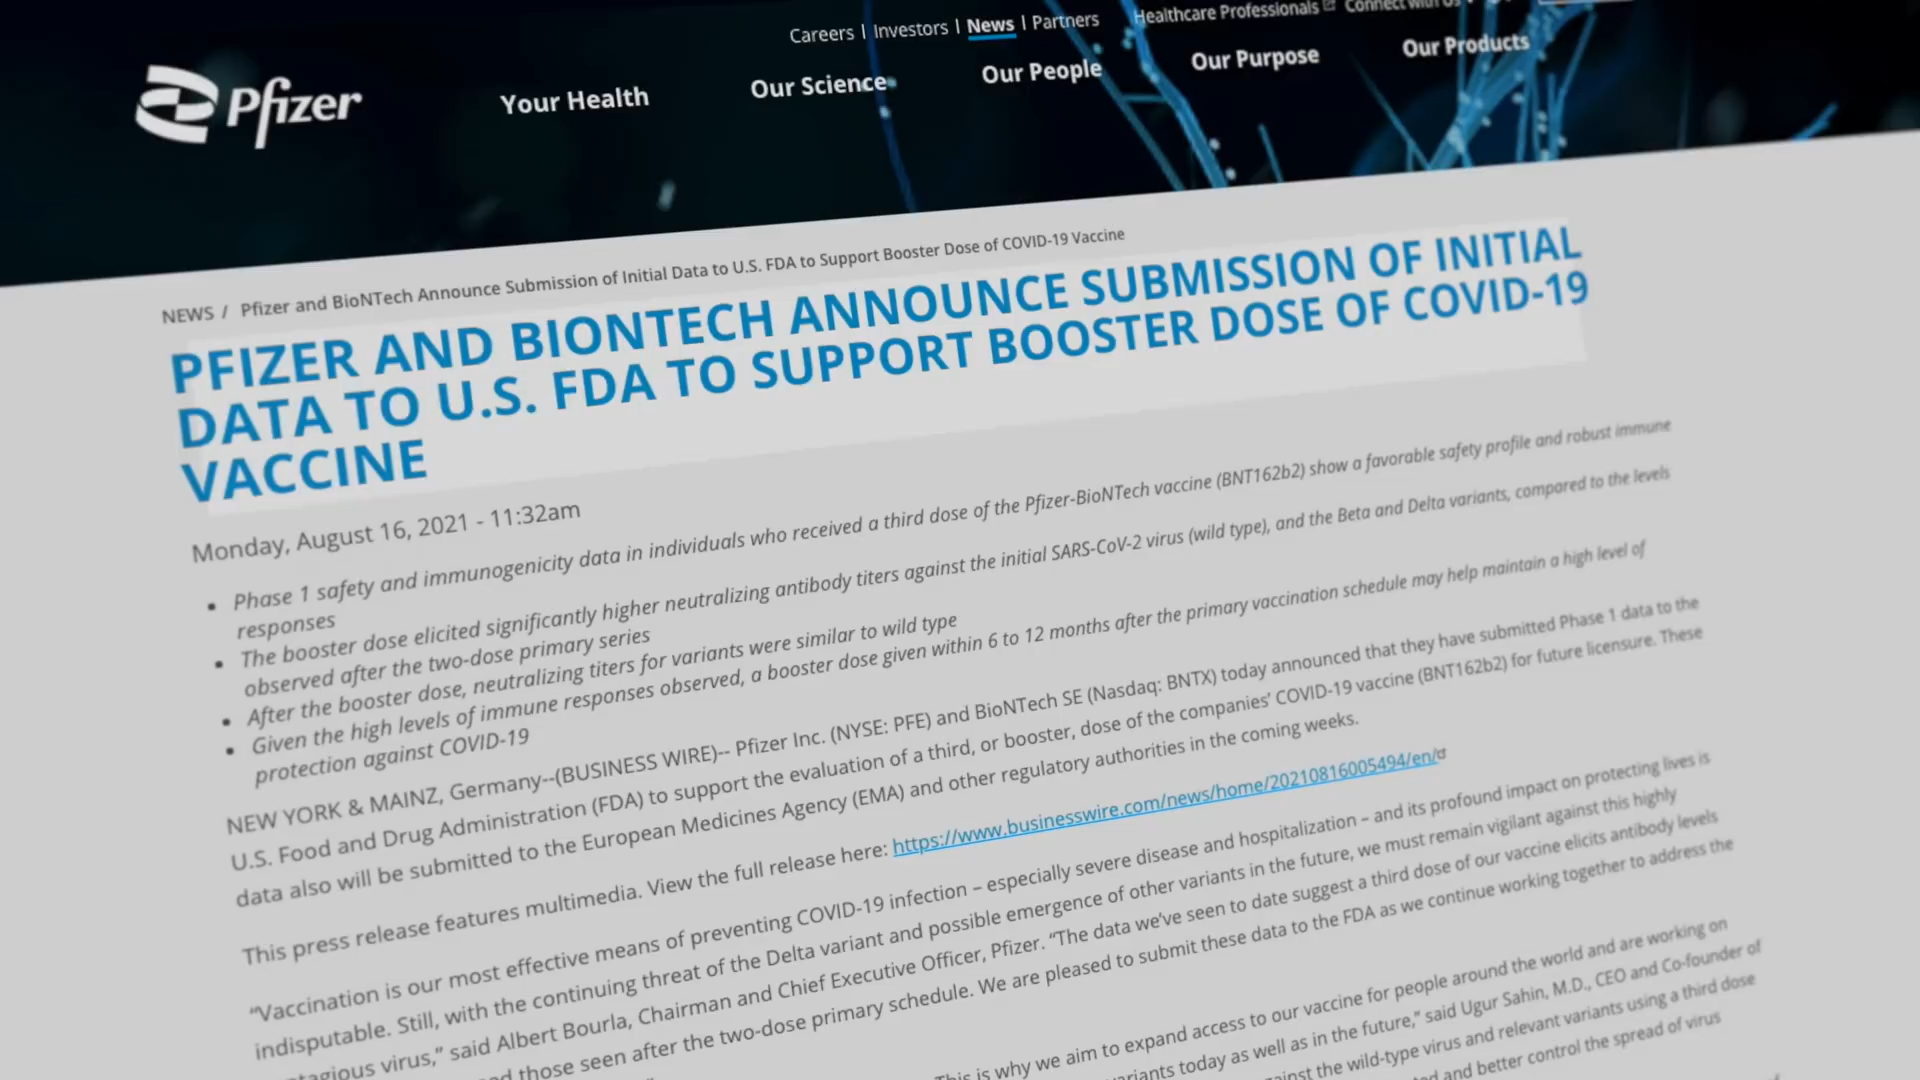 Careers | Investors | News | Partners Healthcare Professionals Connect with Us
Pfizer
Your Health Our Science Our People Our Purpose Our Products
NEWS / Pfizer and BioNTech Announce Submission of Initial Data to U.S. FDA to Support Booster Dose of COVID-19 Vaccine
PFIZER AND BIONTECH ANNOUNCE SUBMISSION OF INITIAL
DATA TO U.S. FDA TO SUPPORT BOOSTER DOSE OF COVID-19
VACCINE
Monday, August 16, 2021 - 11:32am
• Phase 1 safety and immunogenicity data in individuals who received a third dose of the Pfizer-BioNTech vaccine (BNT162b2) show a favorable safety profile and robust immune
responses
• The booster dose elicited significantly higher neutralizing antibody titers against the initial SARS-CoV-2 virus (wild type), and the Beta and Delta variants, compared to the levels
observed after the two-dose primary series
• After the booster dose, neutralizing titers for variants were similar to wild type
• Given the high levels of immune responses observed, a booster dose given within 6 to 12 months after the primary vaccination schedule may help maintain a high level of
protection against COVID-19
NEW YORK & MAINZ, Germany--(BUSINESS WIRE)-- Pfizer Inc. (NYSE: PFE) and BioNTech SE (Nasdaq: BNTX) today announced that they have submitted Phase 1 data to the
U.S. Food and Drug Administration (FDA) to support the evaluation of a third, or booster, dose of the companies' COVID-19 vaccine (BNT162b2) for future licensure. These
data also will be submitted to the European Medicines Agency (EMA) and other regulatory authorities in the coming weeks.
This press release features multimedia. View the full release here: https://www.businesswire.com/news/home/20210816005494/en/
"Vaccination is our most effective means of preventing COVID-19 infection – especially severe disease and hospitalization – and its profound impact on protecting lives is
indisputable. Still, with the continuing threat of the Delta variant and possible emergence of other variants in the future, we must remain vigilant against this highly
tagious virus," said Albert Bourla, Chairman and Chief Executive Officer, Pfizer. "The data we've seen to date suggest a third dose of our vaccine elicits antibody levels
those seen after the two-dose primary schedule. We are pleased to submit these data to the FDA as we continue working together to address the
This is why we aim to expand access to our vaccine for people around the world and are working on
variants today as well as in the future," said Ugur Sahin, M.D., CEO and Co-founder of
against the wild-type virus and relevant variants using a third dose
and better control the spread of virus